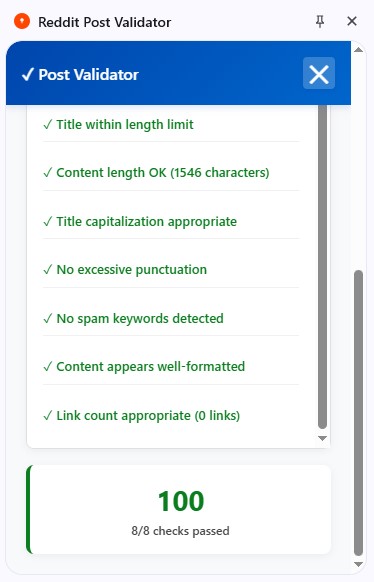 Reddit Post Validator
✓ Post Validator
✓ Title within length limit
✓ Content length OK (1546 characters)
✓ Title capitalization appropriate
✓ No excessive punctuation
✓ No spam keywords detected
✓ Content appears well-formatted
✓ Link count appropriate (0 links)
100
8/8 checks passed